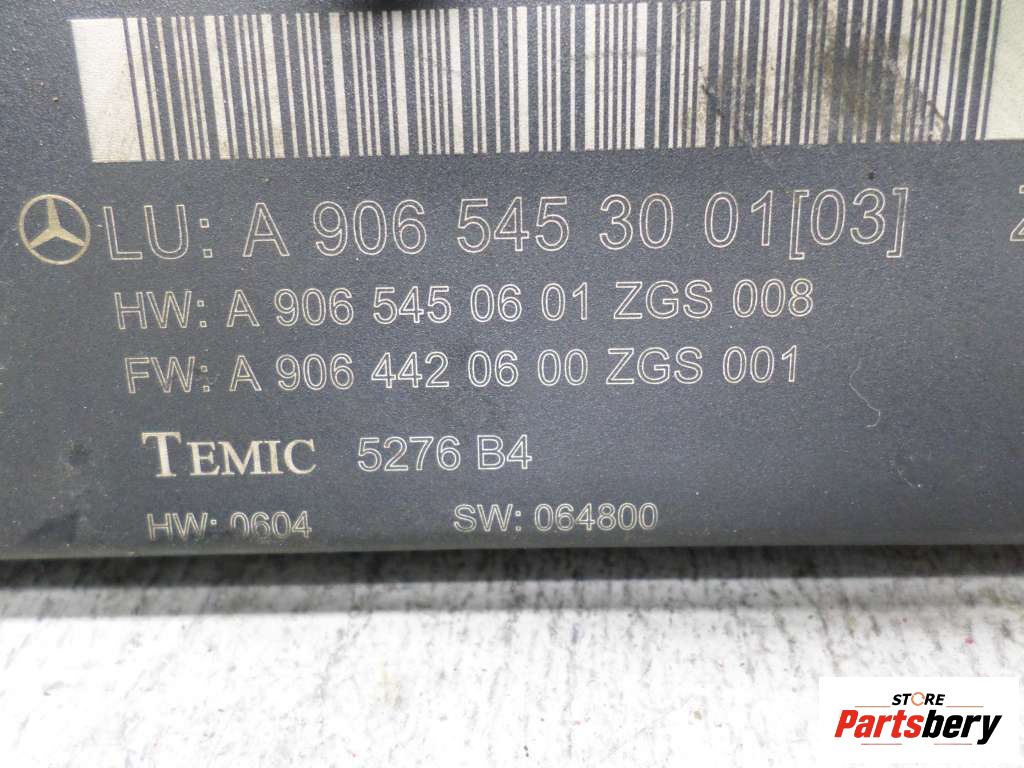 LU: A 906 545 30 01[03]
HW: A 906 545 06 01 ZGS 008
FW: A 906 442 06 00 ZGS 001
TEMIC 5276 B4
HW: 0604 SW: 064800
STORE
Partsbery